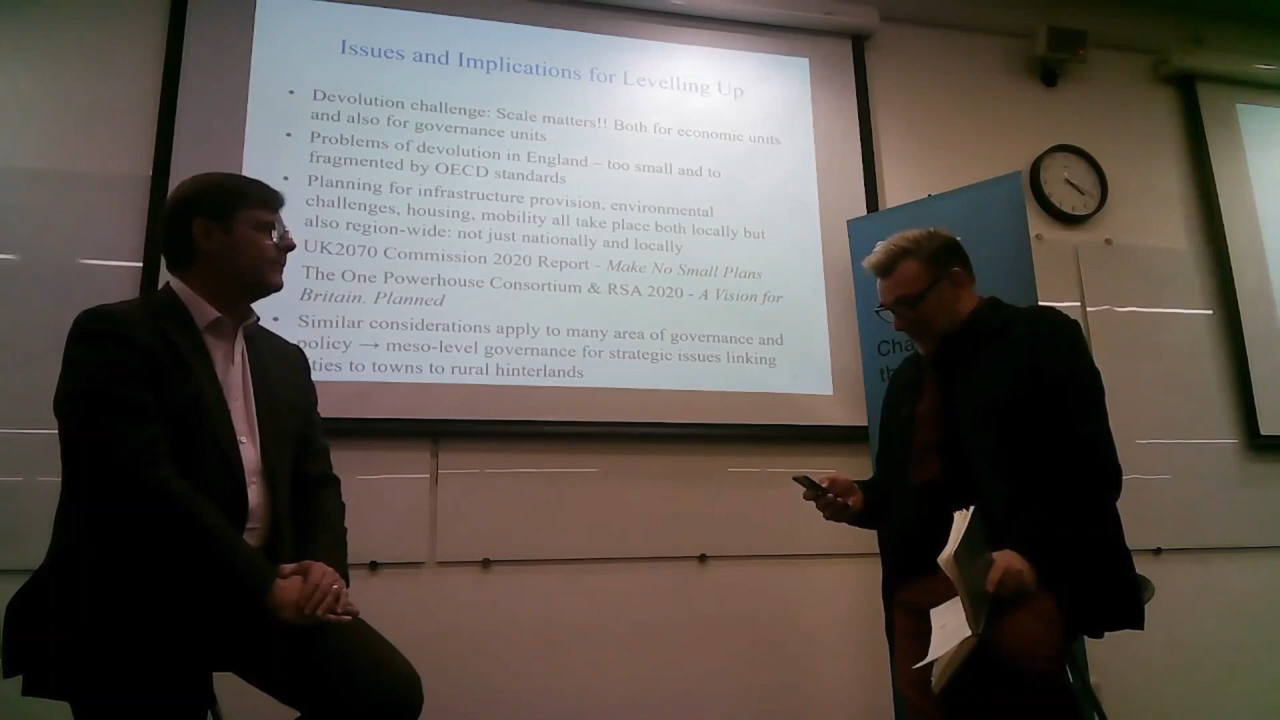 Issues and Implications for Levelling Up
• Devolution challenge: Scale matters!! Both for economic units
and also for governance units
• Problems of devolution in England – too small and to
fragmented by OECD standards
• Planning for infrastructure provision, environmental
challenges, housing, mobility all take place both locally but
also region-wide: not just nationally and locally
UK2070 Commission 2020 Report - Make No Small Plans
The One Powerhouse Consortium & RSA 2020 - A Vision for
Britain. Planned
• Similar considerations apply to many area of governance and
policy → meso-level governance for strategic issues linking
ties to towns to rural hinterlands
Cha
th